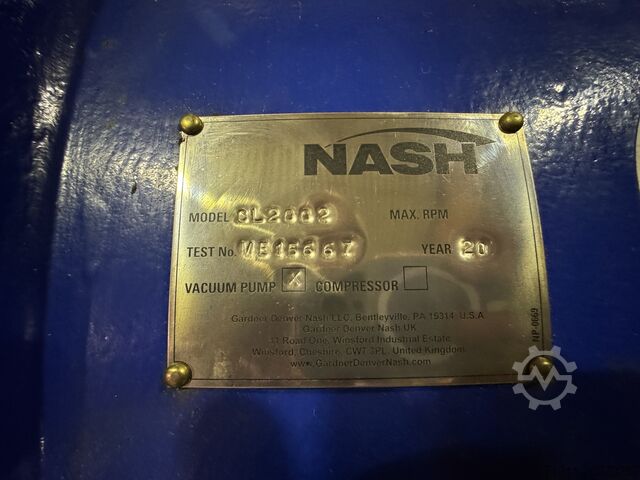 NASH
MODEL CL2002 MAX. RPM
TEST No. YEAR 20
VACUUM PUMP X COMPRESSOR
Gardner Denver Nash LLC, Bentleyville, PA 15314 U.S.A
Gardner Denver Nash UK
31 Road One, Winsford Industrial Estate,
Winsford, Cheshire, CW7 3PL, United Kingdom
www.GardnerDenverNash.com
NP-0669